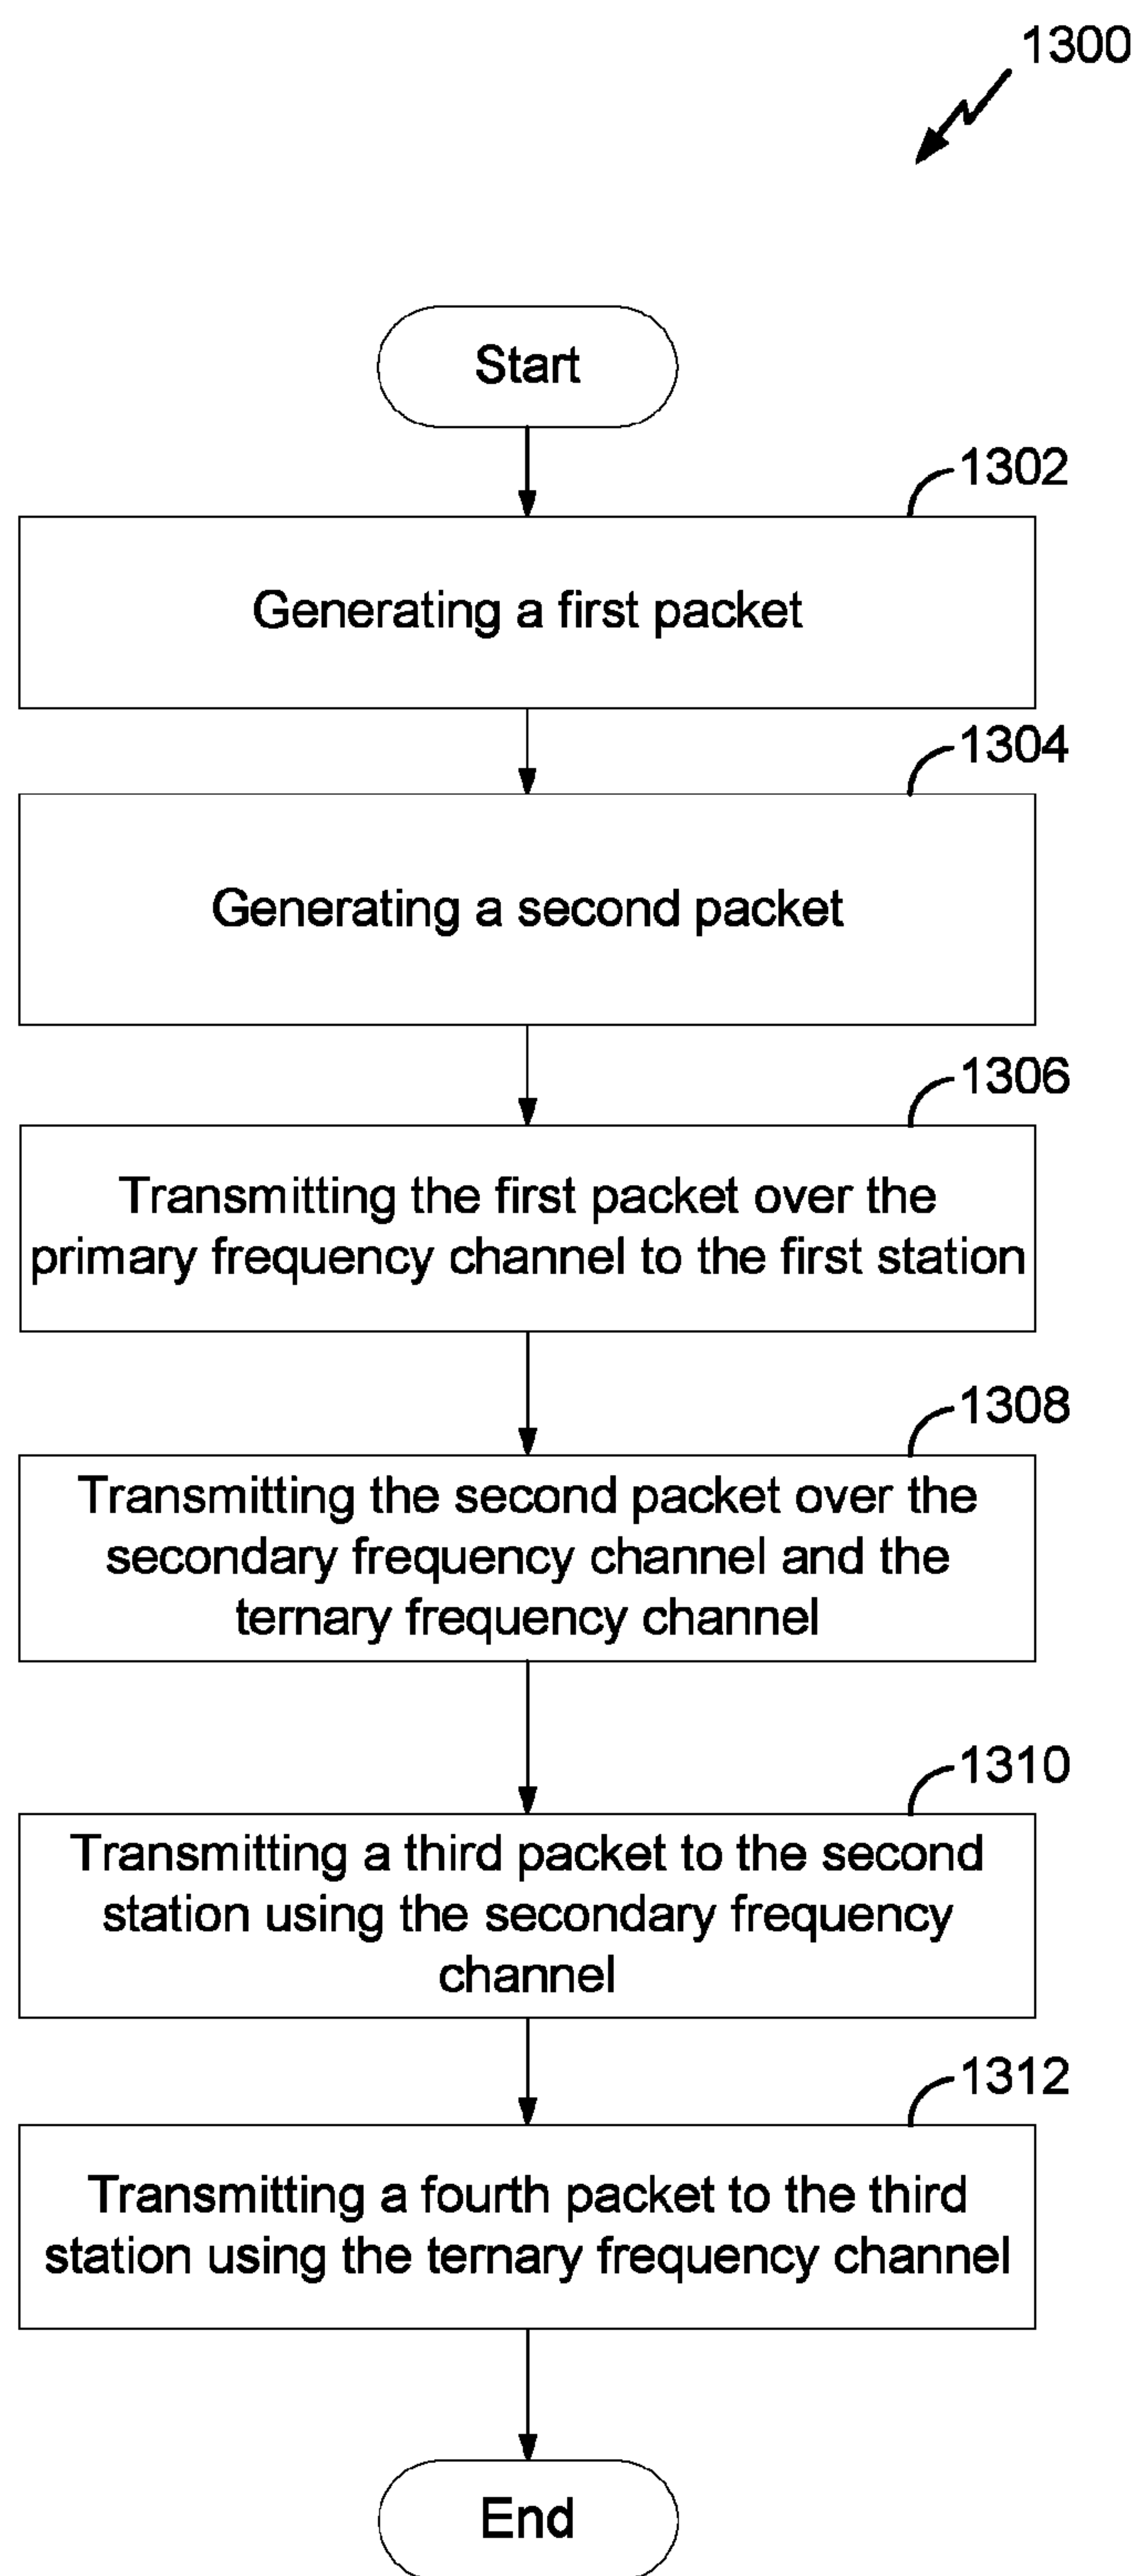 1300
Start
1302
Generating a first packet
1304
Generating a second packet
1306
Transmitting the first packet over the
primary frequency channel to the first station
1308
Transmitting the second packet over the
secondary frequency channel and the
ternary frequency channel
1310
Transmitting a third packet to the second
station using the secondary frequency
channel
1312
Transmitting a fourth packet to the third
station using the ternary frequency channel
End